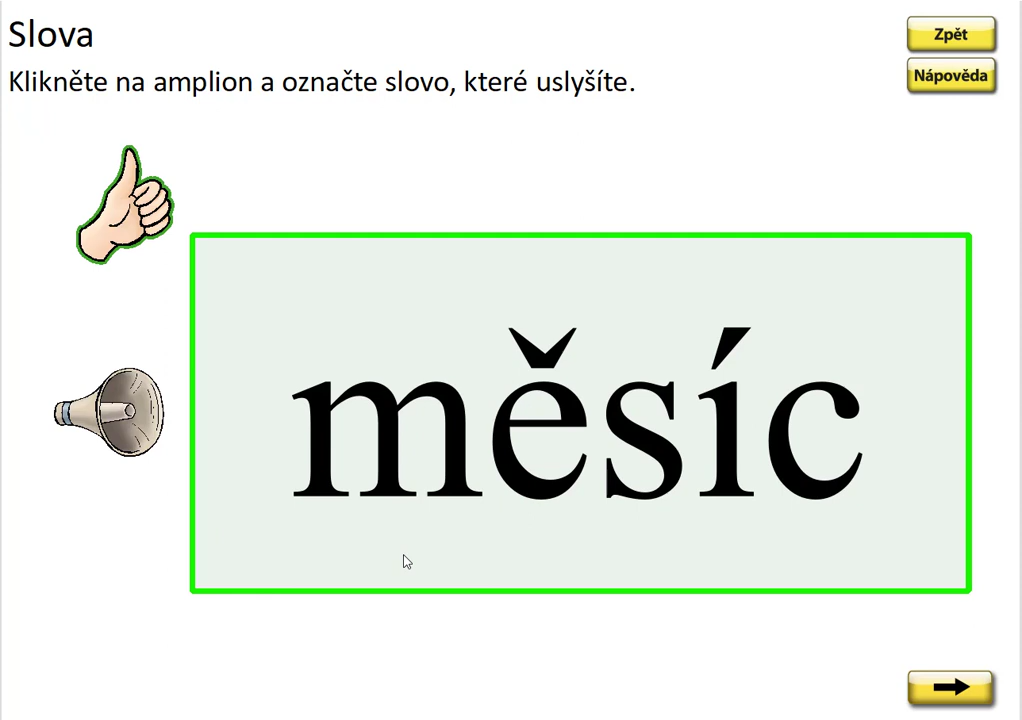 Slova
Zpět
Klikněte na amplion a označte slovo, které uslyšíte.
Nápověda
měsíc